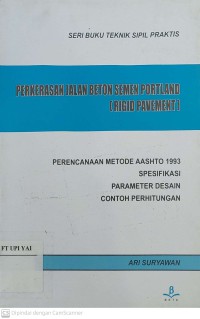 SERI BUKU TEKNIK SIPIL PRAKTIS
PERKERASAN JALAN BETON SEMEN PORTLAND
(RIGID PAVEMENT)
PERENCANAAN METODE AASHTO 1993
SPESIFIKASI
PARAMETER DESAIN
CONTOH PERHITUNGAN
FT UPI YAI
ARI SURYAWAN
Dipindai dengan CamScanner